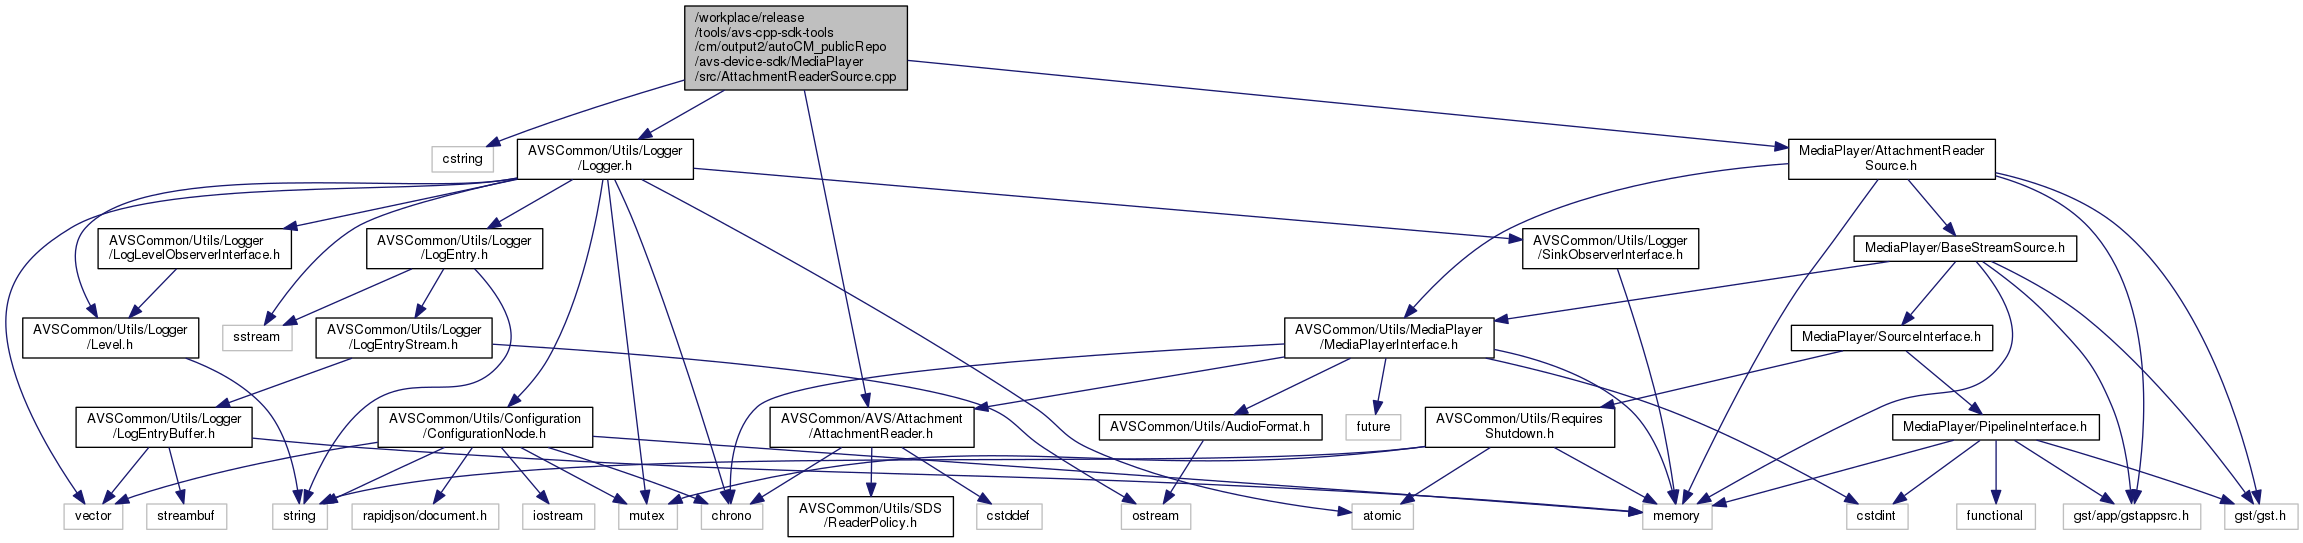 /workplace/release
/tools/avs-cpp-sdk-tools
/cm/output2/autoCM_publicRepo
/avs-device-sdk/MediaPlayer
/src/AttachmentReaderSource.cpp
cstring
AVSCommon/Utils/Logger
/Logger.h
MediaPlayer/AttachmentReader
Source.h
AVSCommon/Utils/Logger
/LogLevelObserverInterface.h
AVSCommon/Utils/Logger
/LogEntry.h
AVSCommon/Utils/Logger
/SinkObserverInterface.h
MediaPlayer/BaseStreamSource.h
AVSCommon/Utils/Logger
/Level.h
sstream
AVSCommon/Utils/Logger
/LogEntryStream.h
AVSCommon/Utils/MediaPlayer
/MediaPlayerInterface.h
MediaPlayer/SourceInterface.h
AVSCommon/Utils/Logger
/LogEntryBuffer.h
AVSCommon/Utils/Configuration
/ConfigurationNode.h
AVSCommon/AVS/Attachment
/AttachmentReader.h
AVSCommon/Utils/AudioFormat.h
future
AVSCommon/Utils/Requires
Shutdown.h
MediaPlayer/PipelineInterface.h
vector
streambuf
string
rapidjson/document.h
iostream
mutex
chrono
AVSCommon/Utils/SDS
/ReaderPolicy.h
cstddef
ostream
atomic
memory
cstdint
functional
gst/app/gstappsrc.h
gst/gst.h